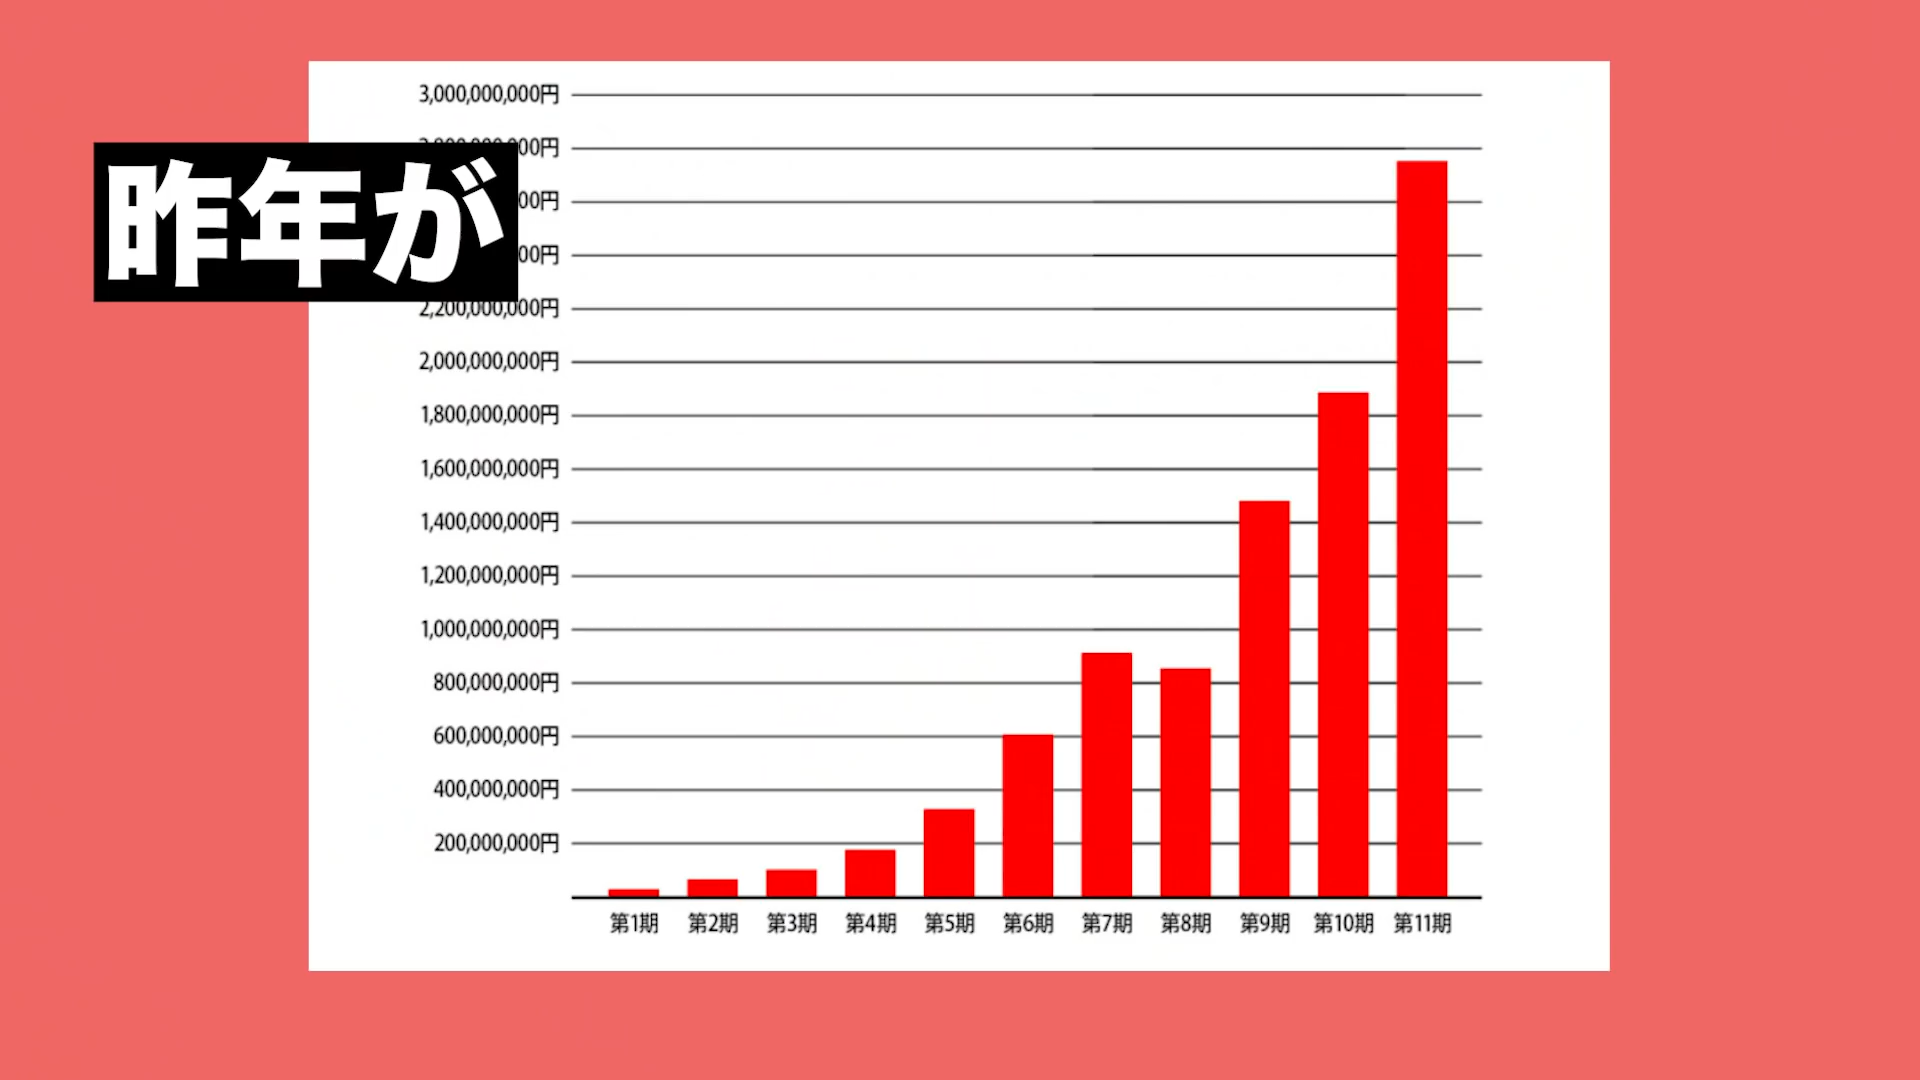 3,000,000,000円
昨年が
2,200,000,000円
2,000,000,000円
1,800,000,000円
1,600,000,000円
1,400,000,000円
1,200,000,000円
1,000,000,000円
800,000,000円
600,000,000円
400,000,000円
200,000,000円
第1期 第2期 第3期 第4期 第5期 第6期 第7期 第8期 第9期 第10期 第11期